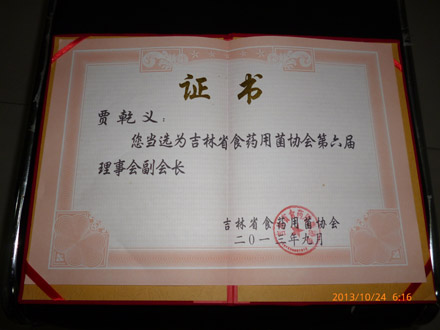 证书
贾乾义：
您当选为吉林省食药用菌协会第六届
理事会副会长
吉林省食药用菌协会
二〇一三年九月
2013/10/24 6:16